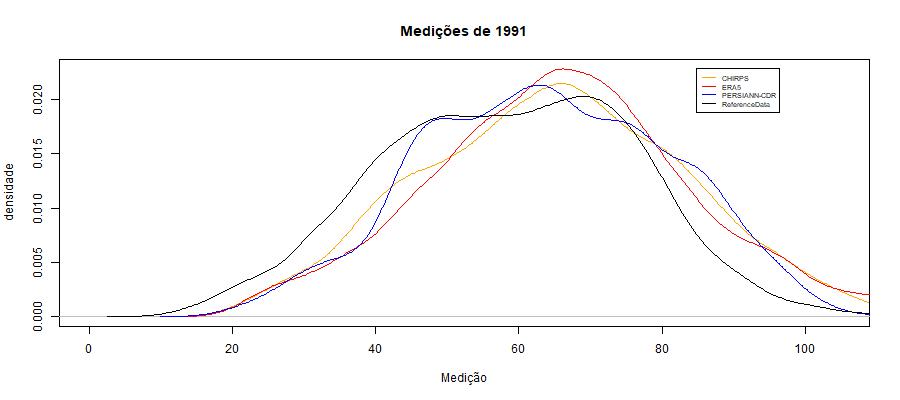 Medições de 1991
CHIRPS
ERA5
PERSIANN-CDR
ReferenceData
densidade
0.020
0.015
0.010
0.005
0.000
0 20 40 60 80 100
Medição